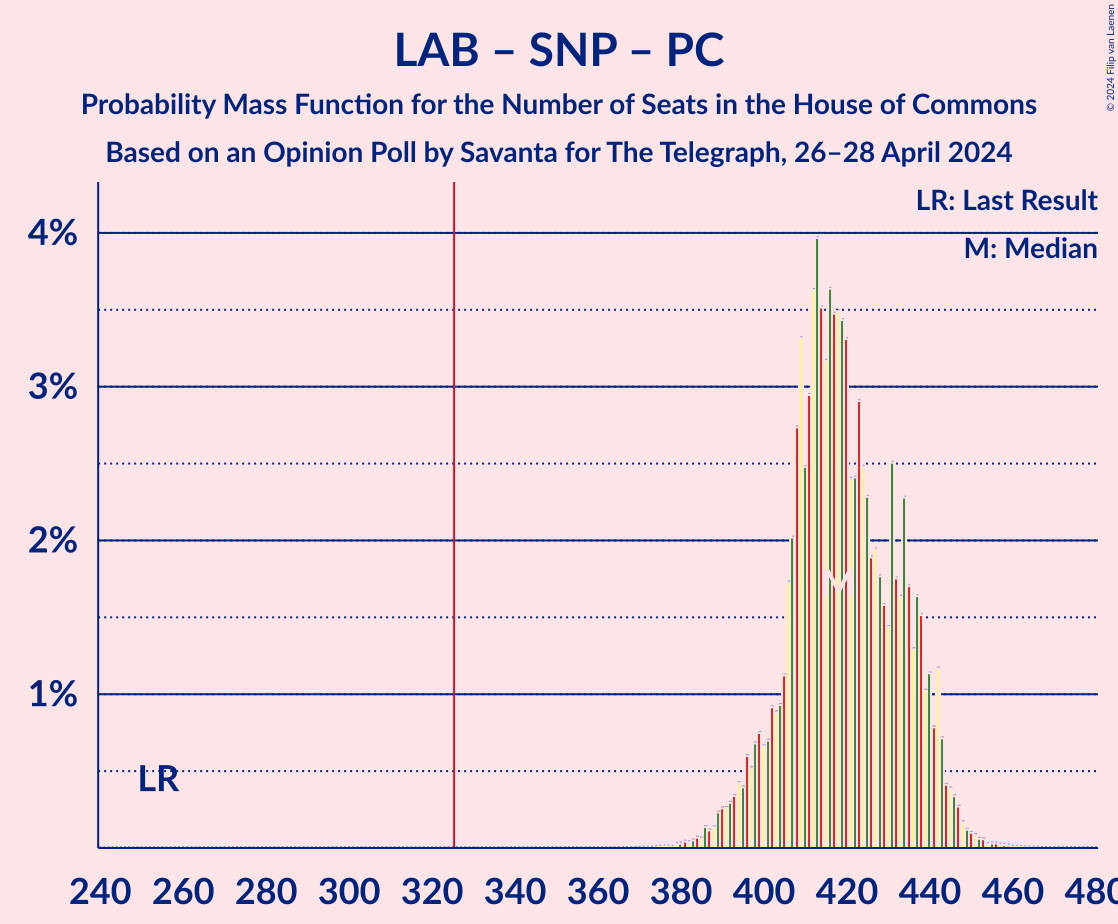 LAB – SNP – PC
Probability Mass Function for the Number of Seats in the House of Commons
Based on an Opinion Poll by Savanta for The Telegraph, 26–28 April 2024
© 2024 Filip van Laenen
LR: Last Result
M: Median
4%
3%
2%
1%
M
LR
240 260 280 300 320 340 360 380 400 420 440 460 480